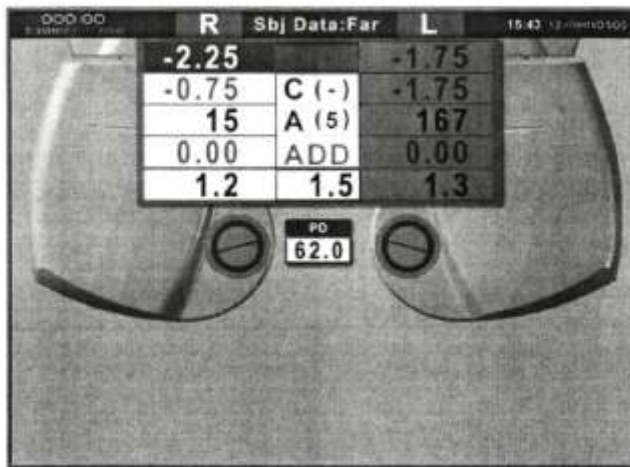 R Sbj Data:Far L 15:43
-2.25 -1.75
-0.75 C (-) -1.75
15 A (5) 167
0.00 ADD 0.00
1.2 1.5 1.3
PD
62.0